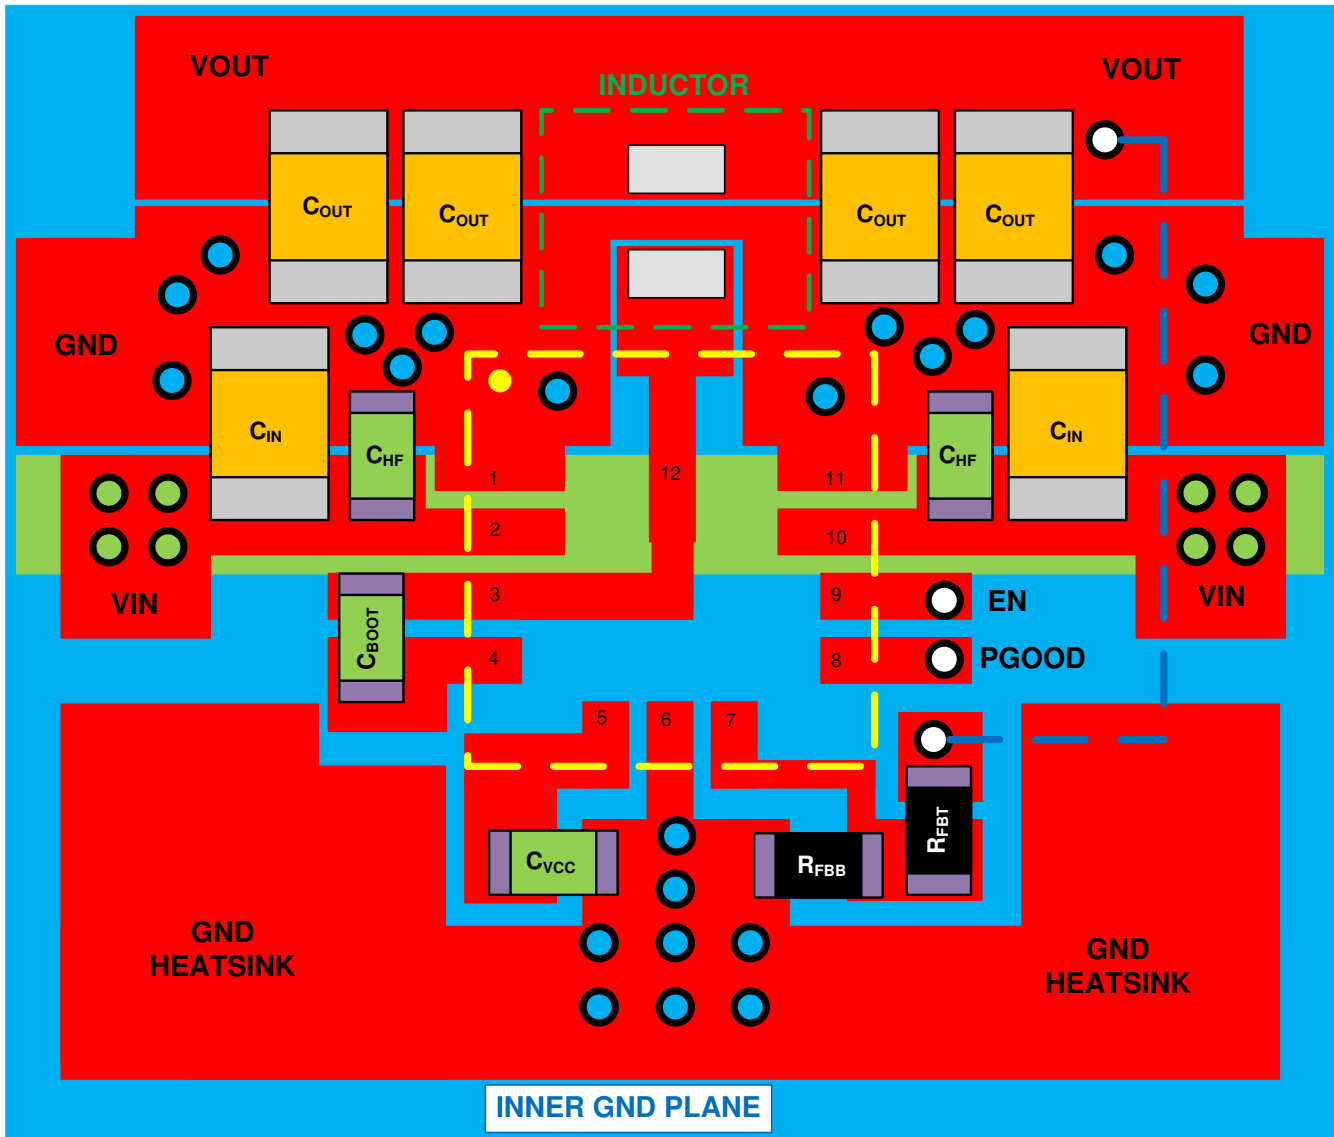 VOUT
VOUT
INDUCTOR
COUT
COUT
COUT
COUT
GND
GND
CIN
CHF
CHF
CIN
1
12
11
2
10
VIN
3
9
EN
VIN
CBOOT
4
8
PGOOD
5
6
7
CVCC
RFBB
RFBT
GND
HEATSINK
GND
HEATSINK
INNER GND PLANE